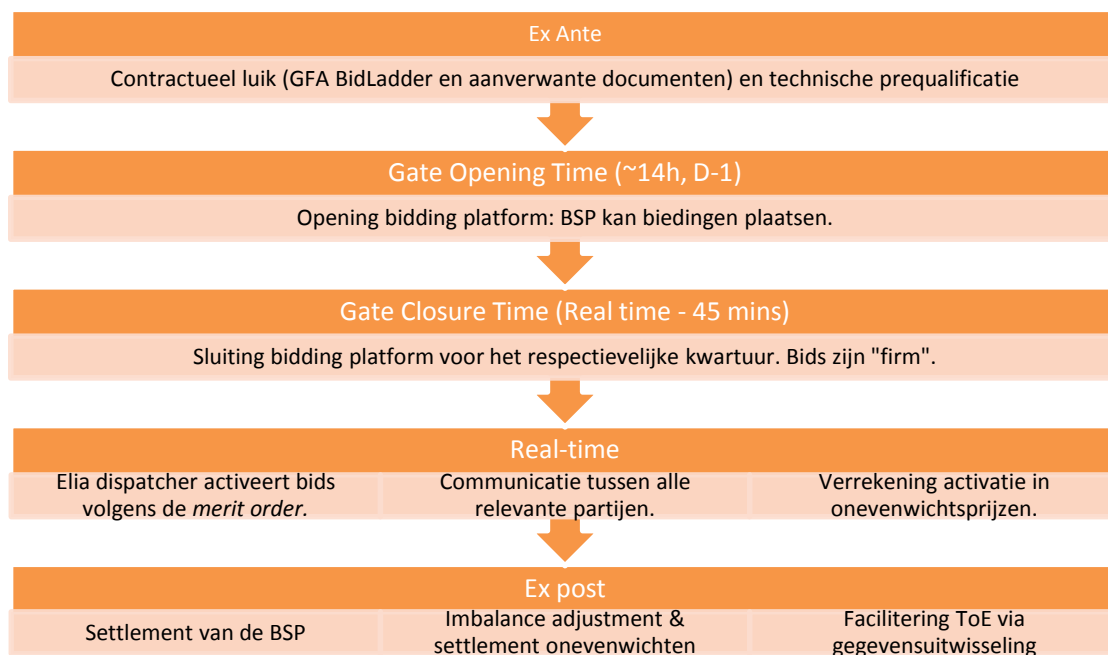 Ex Ante
Contractueel luik (GFA BidLadder en aanverwante documenten) en technische prequalificatie
Gate Opening Time (~14h, D-1)
Opening bidding platform: BSP kan biedingen plaatsen.
Gate Closure Time (Real time - 45 mins)
Sluiting bidding platform voor het respectievelijke kwartuur. Bids zijn "firm".
Real-time
Elia dispatcher activeert bids
volgens de merit order.
Communicatie tussen alle
relevante partijen.
Verrekening activatie in
onevenwichtsprijzen.
Ex post
Settlement van de BSP
Imbalance adjustment &
settlement onevenwichten
Facilitering ToE via
gegevensuitwisseling